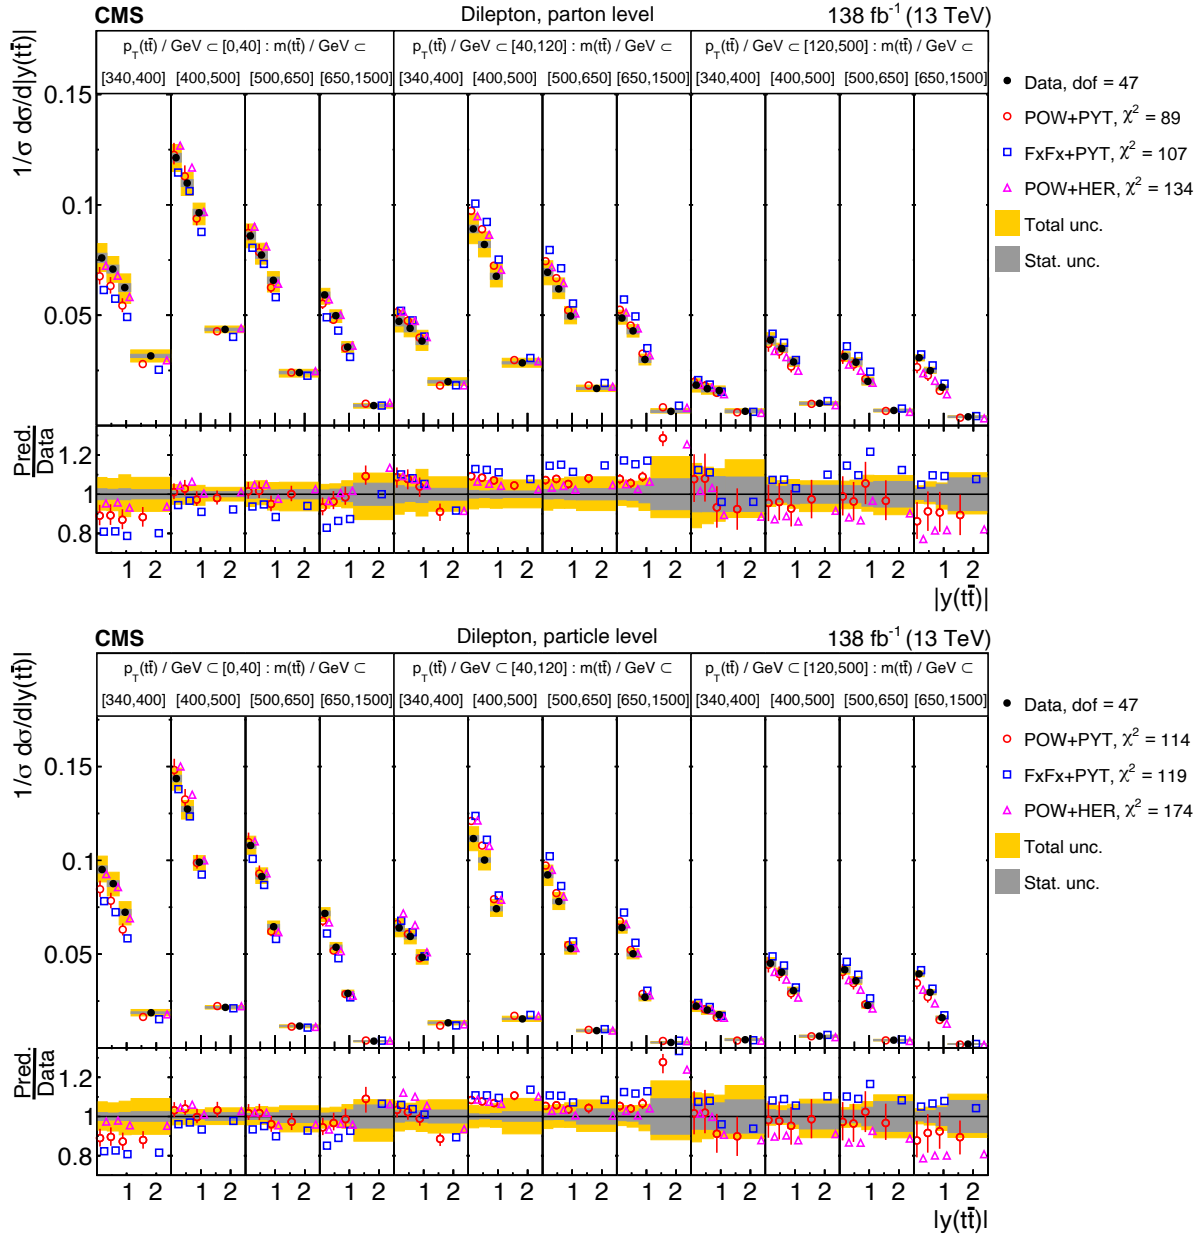 CMS Dilepton, parton level 138 fb⁻¹ (13 TeV)
p_T(tt̄) / GeV ⊂ [0,40] : m(tt̄) / GeV ⊂ p_T(tt̄) / GeV ⊂ [40,120] : m(tt̄) / GeV ⊂ p_T(tt̄) / GeV ⊂ [120,500] : m(tt̄) / GeV ⊂
[340,400] [400,500] [500,650] [650,1500] [340,400] [400,500] [500,650] [650,1500] [340,400] [400,500] [500,650] [650,1500]
1/σ dσ/d|y(tt̄)|
0.15
0.1
0.05
Data, dof = 47
POW+PYT, χ² = 89
FxFx+PYT, χ² = 107
POW+HER, χ² = 134
Total unc.
Stat. unc.
Pred.
Data
1.2
1
0.8
1 2 1 2 1 2 1 2 1 2 1 2 1 2 1 2 1 2 1 2 1 2 1 2
|y(tt̄)|
CMS Dilepton, particle level 138 fb⁻¹ (13 TeV)
p_T(tt̄) / GeV ⊂ [0,40] : m(tt̄) / GeV ⊂ p_T(tt̄) / GeV ⊂ [40,120] : m(tt̄) / GeV ⊂ p_T(tt̄) / GeV ⊂ [120,500] : m(tt̄) / GeV ⊂
[340,400] [400,500] [500,650] [650,1500] [340,400] [400,500] [500,650] [650,1500] [340,400] [400,500] [500,650] [650,1500]
1/σ dσ/d|y(tt̄)|
0.15
0.1
0.05
Data, dof = 47
POW+PYT, χ² = 114
FxFx+PYT, χ² = 119
POW+HER, χ² = 174
Total unc.
Stat. unc.
Pred.
Data
1.2
1
0.8
1 2 1 2 1 2 1 2 1 2 1 2 1 2 1 2 1 2 1 2 1 2 1 2
|y(tt̄)|